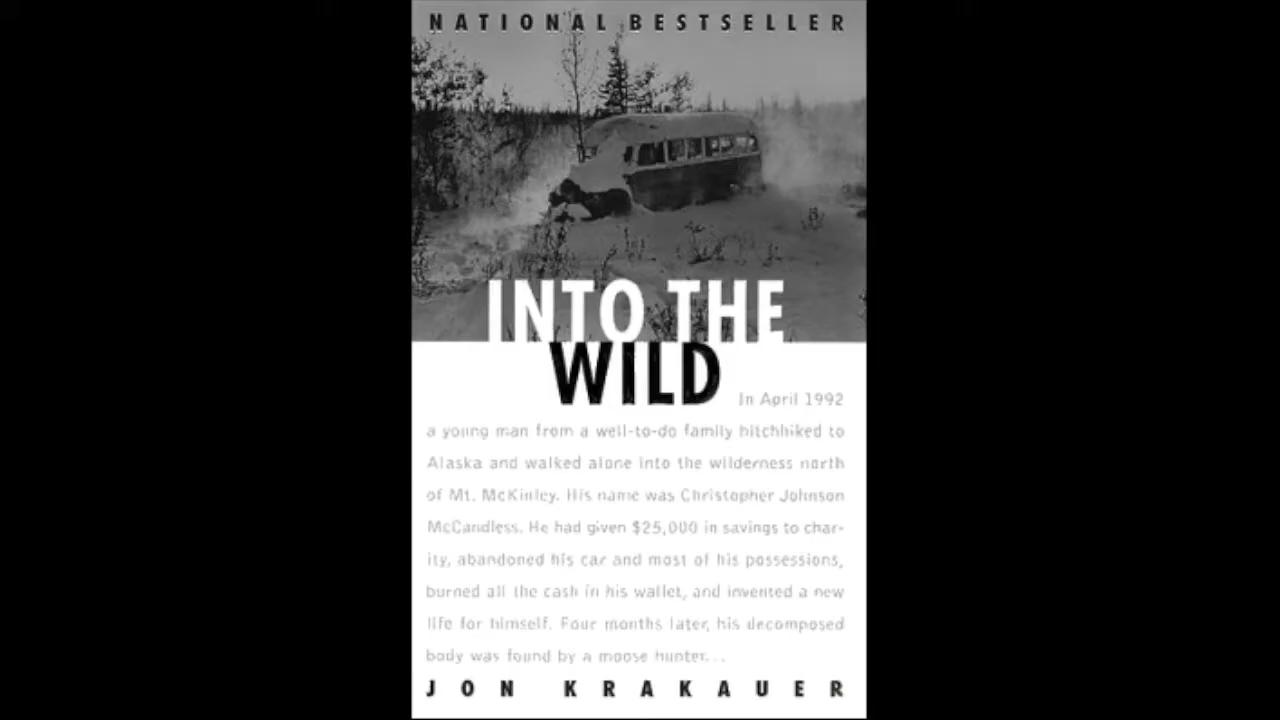 NATIONAL BESTSELLER
INTO THE
WILD
In April 1992
a young man from a well-to-do family hitchhiked to
Alaska and walked alone into the wilderness north
of Mt. McKinley. His name was Christopher Johnson
McCandless. He had given $25,000 in savings to char-
ity, abandoned his car and most of his possessions,
burned all the cash in his wallet, and invented a new
life for himself. Four months later, his decomposed
body was found by a moose hunter...
JON KRAKAUER